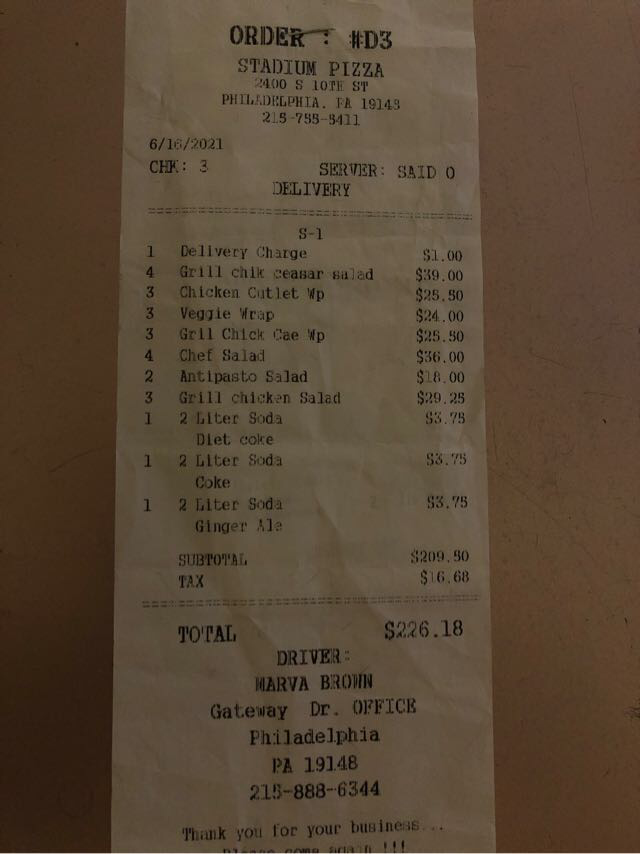 ORDER : #D3
STADIUM PIZZA
2400 S 10TH ST
PHILADELPHIA, PA 19148
215-755-5411
6/16/2021
CHK: 3 SERVER: SAID O
DELIVERY
S-1
1 Delivery Charge $1.00
4 Grill chik ceasar salad $39.00
3 Chicken Cutlet Wp $25.50
3 Veggie Wrap $24.00
3 Gril Chick Cae Wp $25.50
4 Chef Salad $36.00
2 Antipasto Salad $18.00
3 Grill chicken Salad $29.25
1 2 Liter Soda $3.75
Diet coke
1 2 Liter Soda $3.75
Coke
1 2 Liter Soda $3.75
Ginger Ale
SUBTOTAL $209.50
TAX $16.68
TOTAL $226.18
DRIVER:
MARVA BROWN
Gateway Dr. OFFICE
Philadelphia
PA 19148
215-888-6344
Thank you for your business...
Please come again !!!